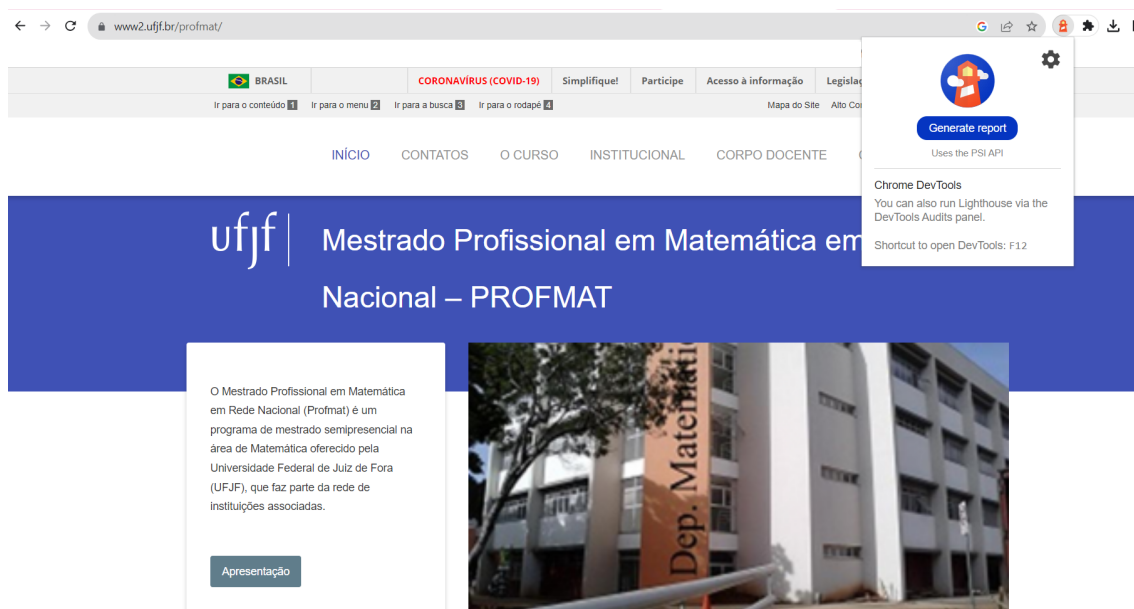 www2.ufjf.br/profmat/
BRASIL
CORONAVÍRUS (COVID-19)
Simplifique!
Participe
Acesso à informação
Ir para o conteúdo 1
Ir para o menu 2
Ir para a busca 3
Ir para o rodapé 4
Mapa do Site
Alto
INÍCIO
CONTATOS
O CURSO
INSTITUCIONAL
CORPO DOCENTE
Generate report
Uses the PSI API
Chrome DevTools
You can also run Lighthouse via the
DevTools Audits panel.
Shortcut to open DevTools: F12
ufjf
Mestrado Profissional em Matemática em
Nacional – PROFMAT
O Mestrado Profissional em Matemática
em Rede Nacional (Profmat) é um
programa de mestrado semipresencial na
área de Matemática oferecido pela
Universidade Federal de Juiz de Fora
(UFJF), que faz parte da rede de
instituições associadas.
Apresentação
Dep. Matemátic